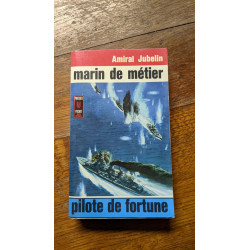 Amiral Jubelin
marin de métier
pilote de fortune